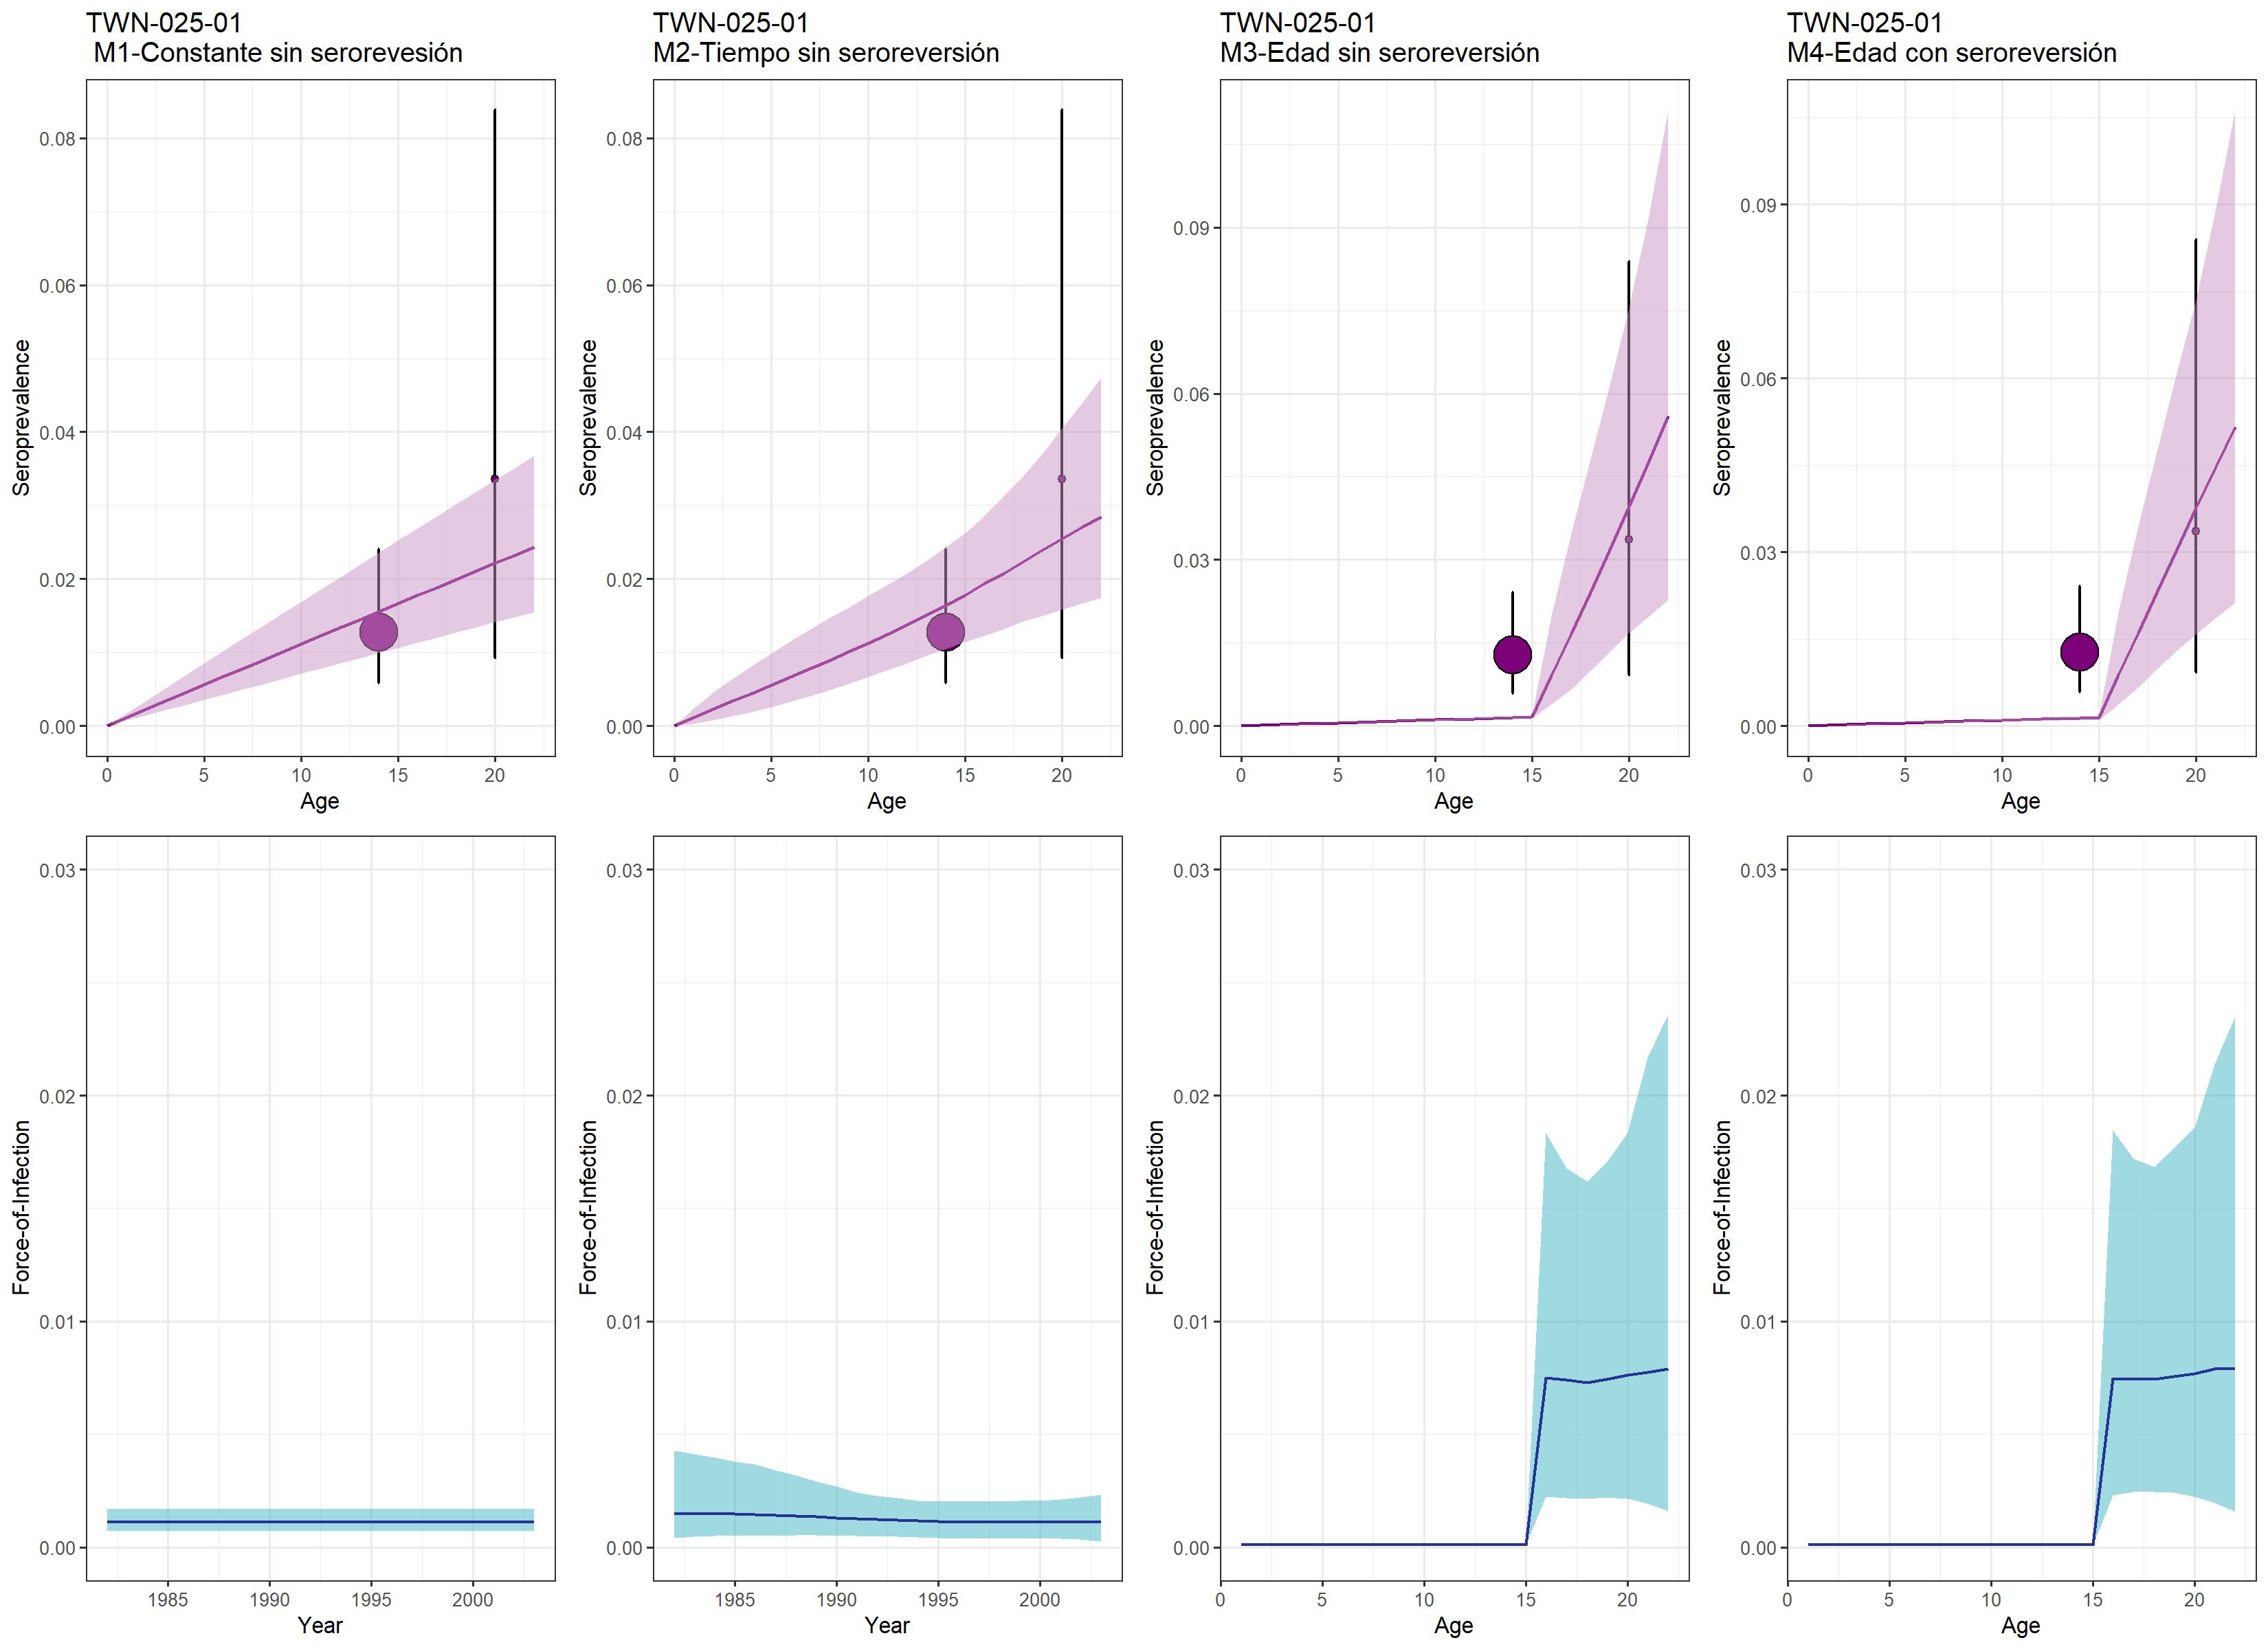 TWN-025-01
M1-Constante sin serorevesión
TWN-025-01
M2-Tiempo sin seroreversión
TWN-025-01
M3-Edad sin seroreversión
TWN-025-01
M4-Edad con seroreversión
Seroprevalence
0.08
0.06
0.04
0.02
0.00
0 5 10 15 20
Age
Seroprevalence
0.08
0.06
0.04
0.02
0.00
0 5 10 15 20
Age
Seroprevalence
0.09
0.06
0.03
0.00
0 5 10 15 20
Age
Seroprevalence
0.09
0.06
0.03
0.00
0 5 10 15 20
Age
Force-of-Infection
0.03
0.02
0.01
0.00
1985 1990 1995 2000
Year
Force-of-Infection
0.03
0.02
0.01
0.00
1985 1990 1995 2000
Year
Force-of-Infection
0.03
0.02
0.01
0.00
0 5 10 15 20
Age
Force-of-Infection
0.03
0.02
0.01
0.00
0 5 10 15 20
Age